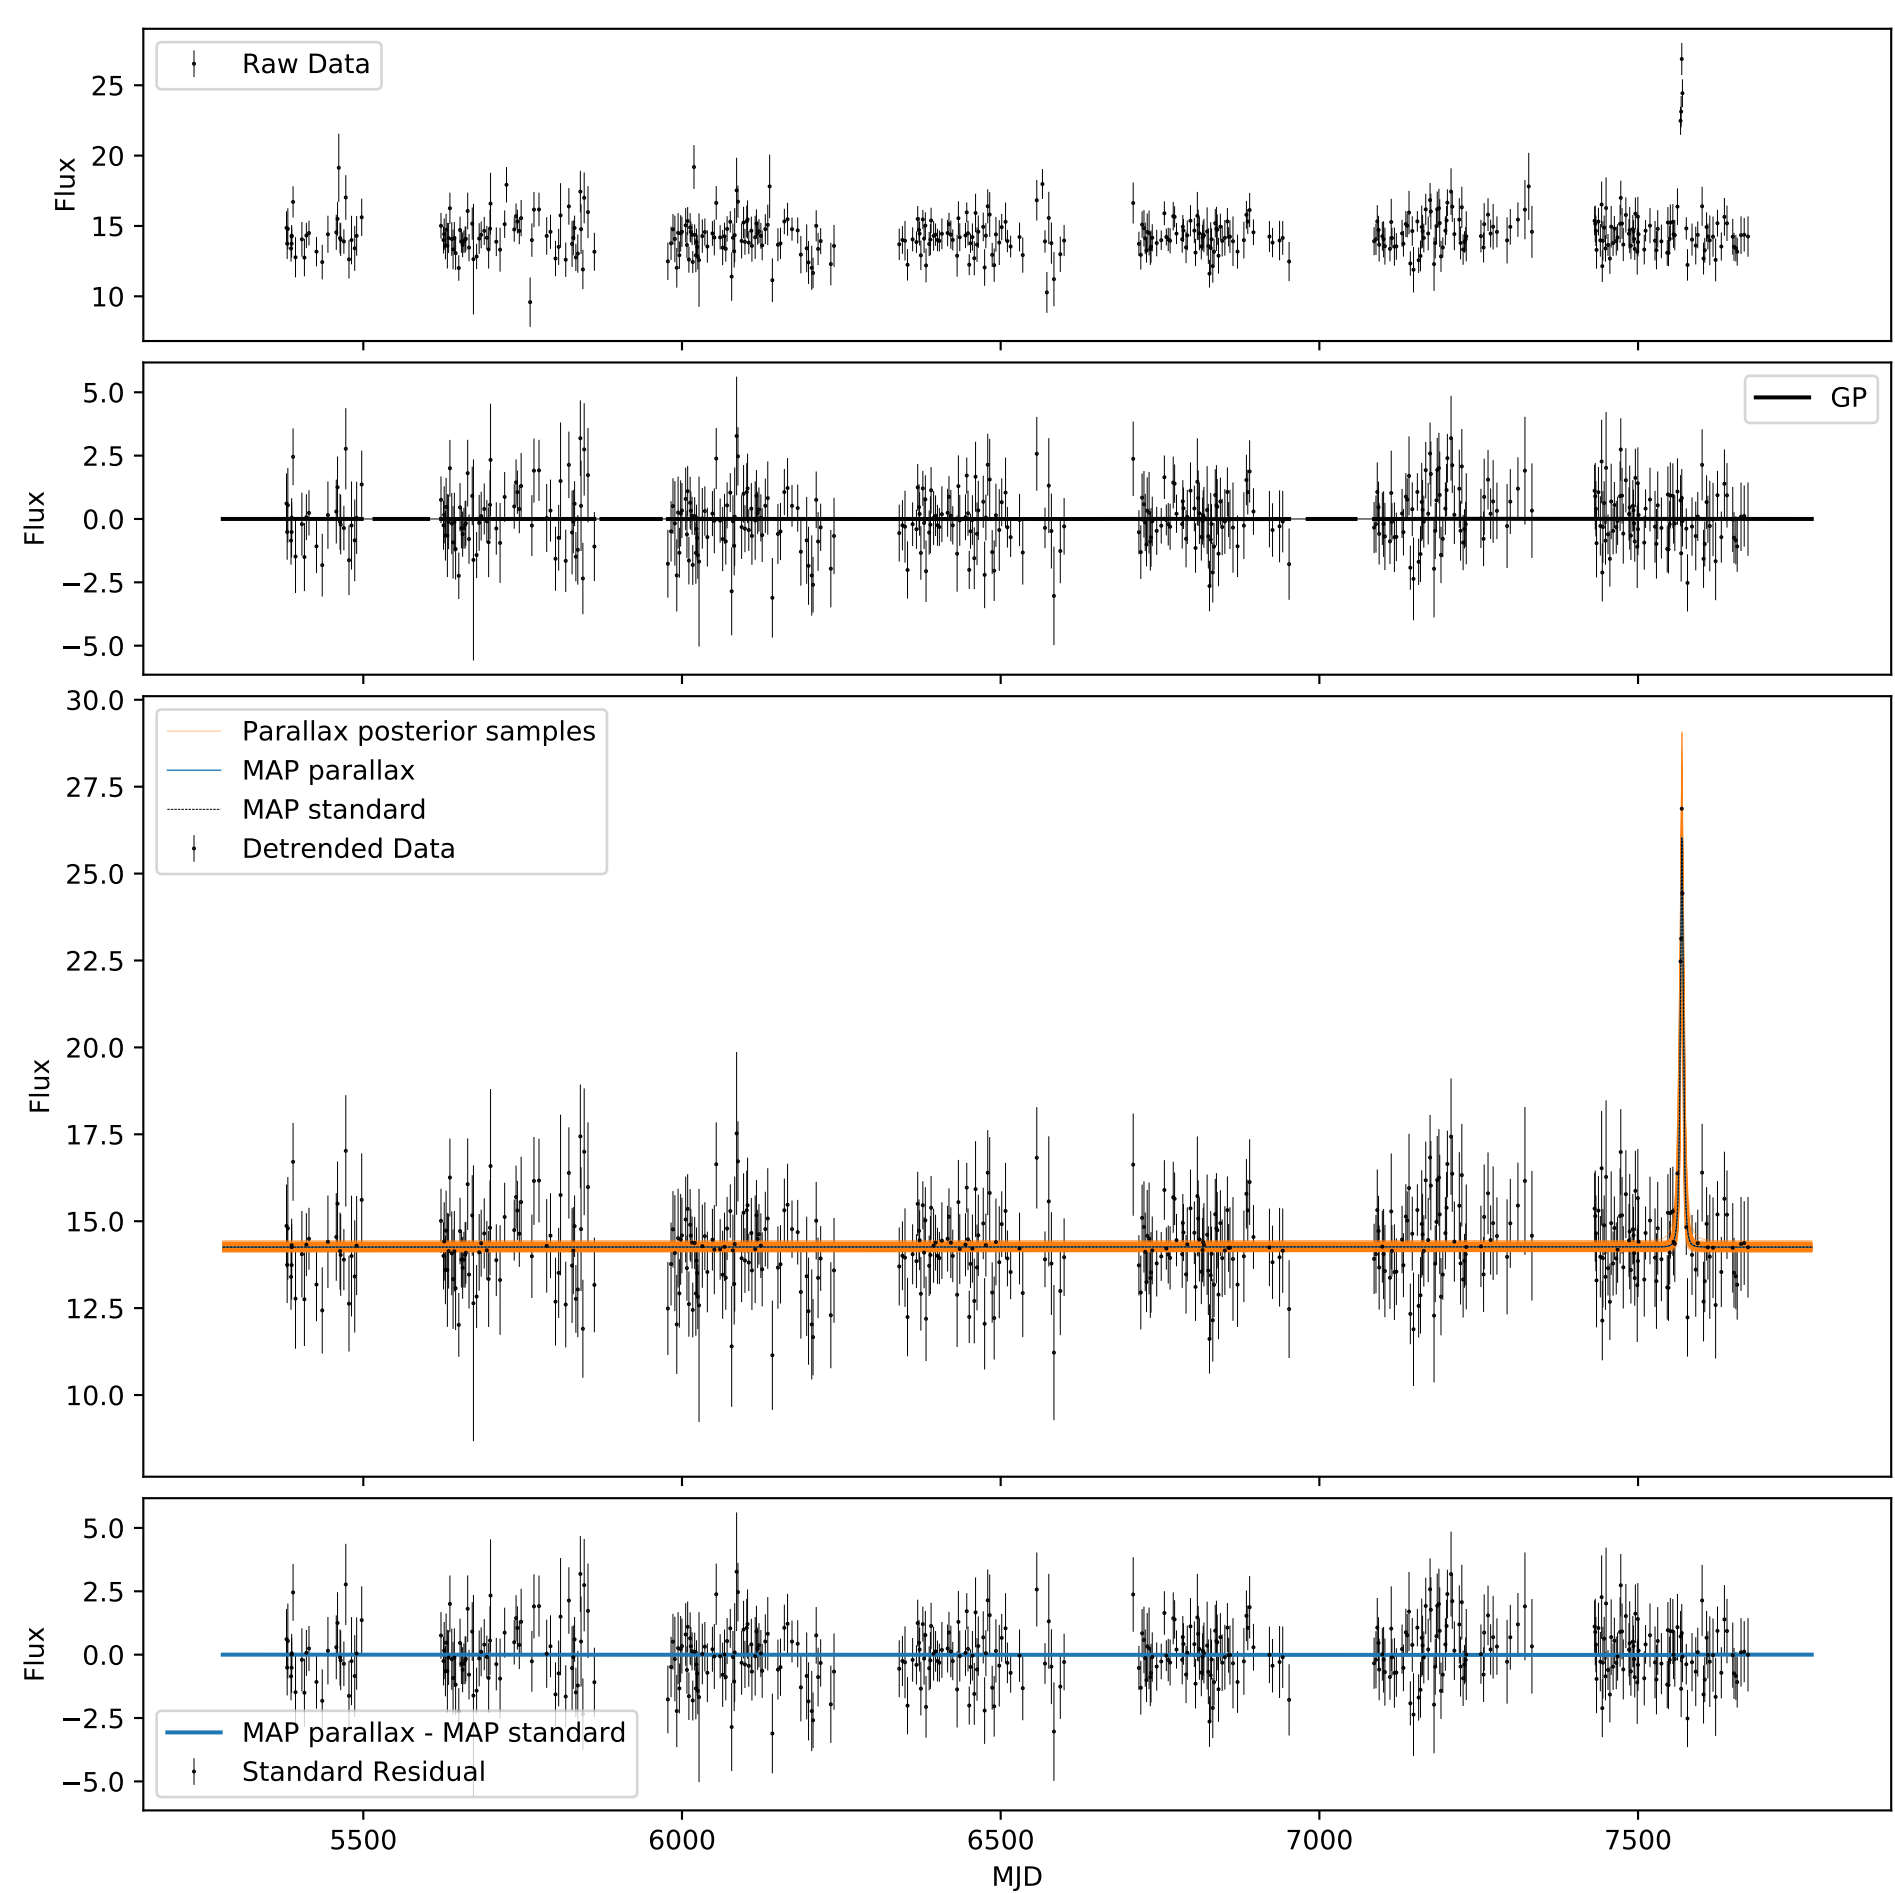 Raw Data
Flux
25
20
15
10
GP
Flux
5.0
2.5
0.0
−2.5
−5.0
Parallax posterior samples
MAP parallax
MAP standard
Detrended Data
Flux
30.0
27.5
25.0
22.5
20.0
17.5
15.0
12.5
10.0
Flux
5.0
2.5
0.0
−2.5
−5.0
MAP parallax - MAP standard
Standard Residual
5500 6000 6500 7000 7500
MJD